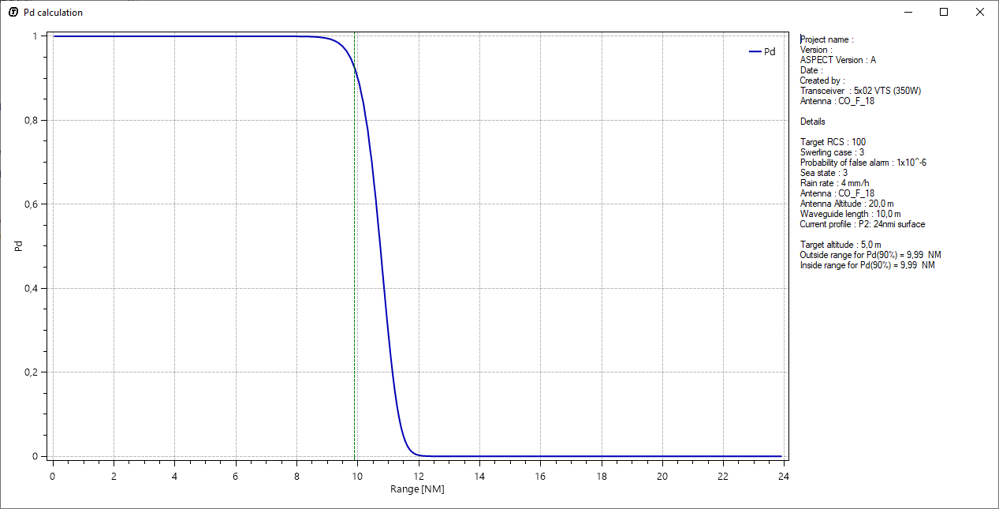 Pd calculation
Pd
1
0,8
0,6
0,4
0,2
0
Pd
0 2 4 6 8 10 12 14 16 18 20 22 24
Range [NM]
Project name :
Version :
ASPECT Version : A
Date :
Created by :
Transceiver : 5x02 VTS (350W)
Antenna : CO_F_18
Details
Target RCS : 100
Swerling case : 3
Probability of false alarm : 1x10^-6
Sea state : 3
Rain rate : 4 mm/h
Antenna : CO_F_18
Antenna Altitude : 20,0 m
Waveguide length : 10,0 m
Current profile : P2: 24nmi surface
Target altitude : 5,0 m
Outside range for Pd(90%) = 9,99 NM
Inside range for Pd(90%) = 9,99 NM